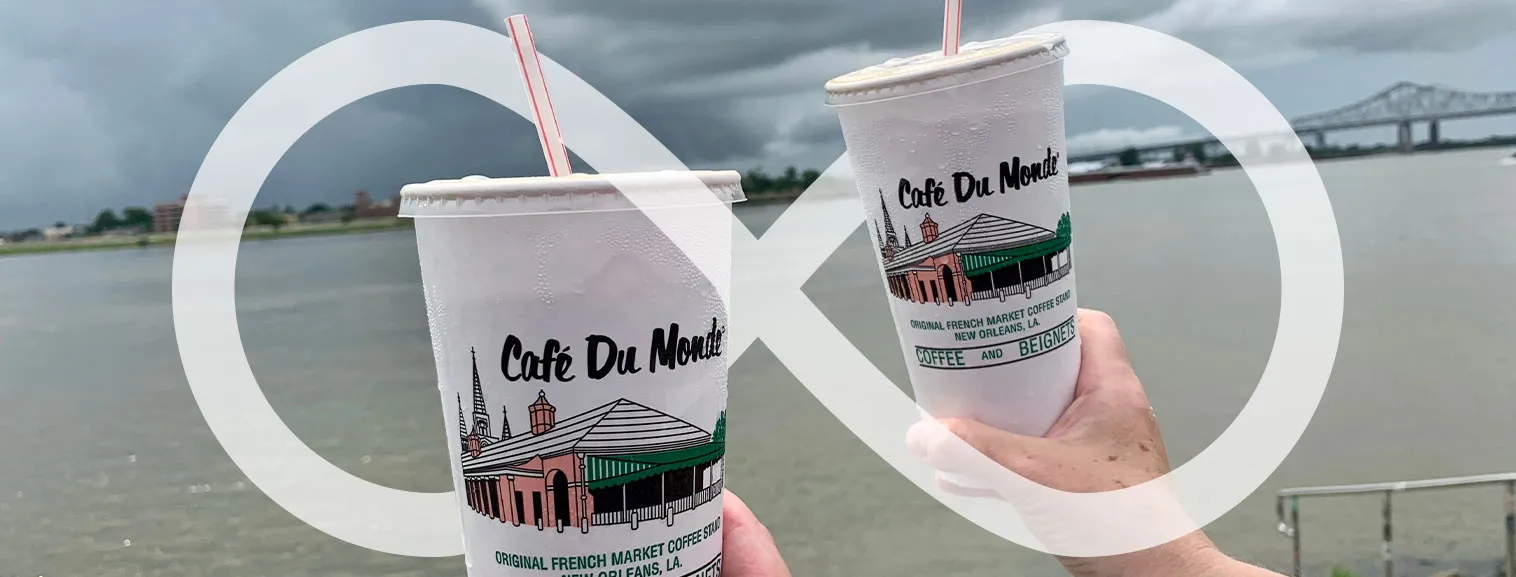 Café Du Monde
ORIGINAL FRENCH MARKET COFFEE STAND
NEW ORLEANS, LA.
BEIGNETS
Café Du Monde
ORIGINAL FRENCH MARKET COFFEE STAND
NEW ORLEANS, LA.
COFFEE AND BEIGNETS